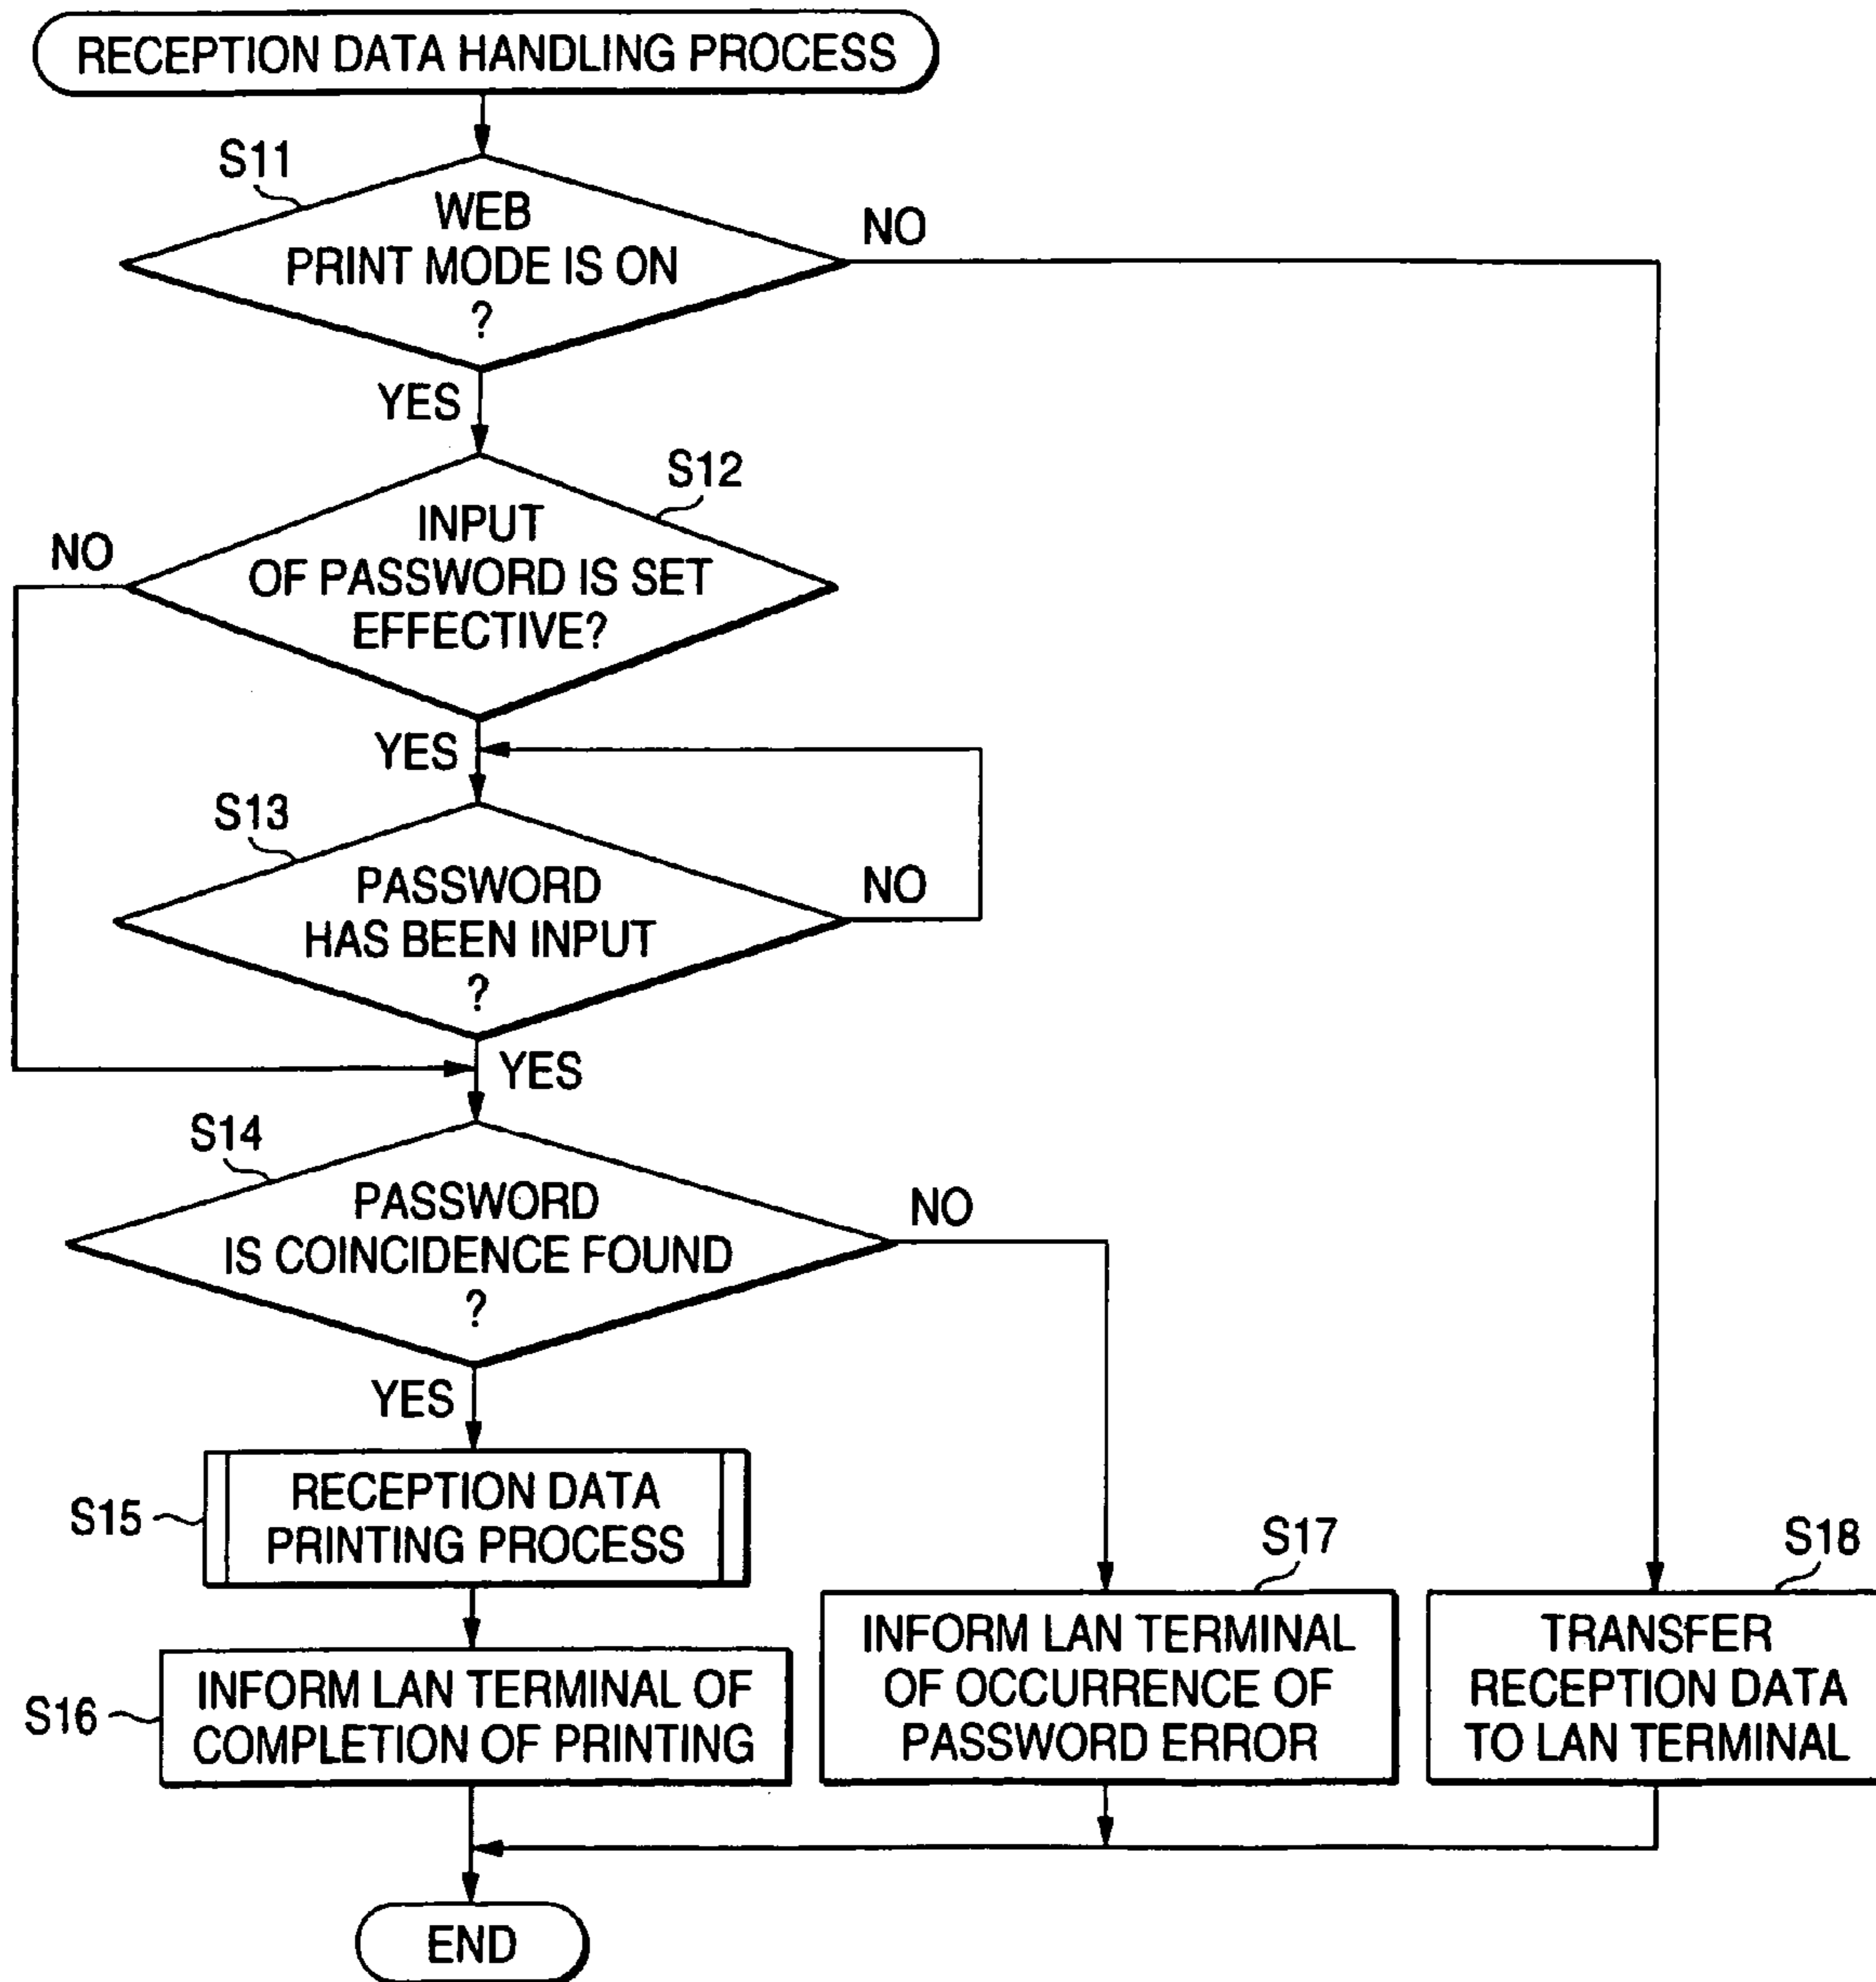 RECEPTION DATA HANDLING PROCESS
S11
WEB
PRINT MODE IS ON
?
NO
YES
S12
INPUT
OF PASSWORD IS SET
EFFECTIVE?
NO
YES
S13
PASSWORD
HAS BEEN INPUT
?
NO
YES
S14
PASSWORD
IS COINCIDENCE FOUND
?
NO
YES
S15
RECEPTION DATA
PRINTING PROCESS
S16
INFORM LAN TERMINAL OF
COMPLETION OF PRINTING
S17
INFORM LAN TERMINAL
OF OCCURRENCE OF
PASSWORD ERROR
S18
TRANSFER
RECEPTION DATA
TO LAN TERMINAL
END